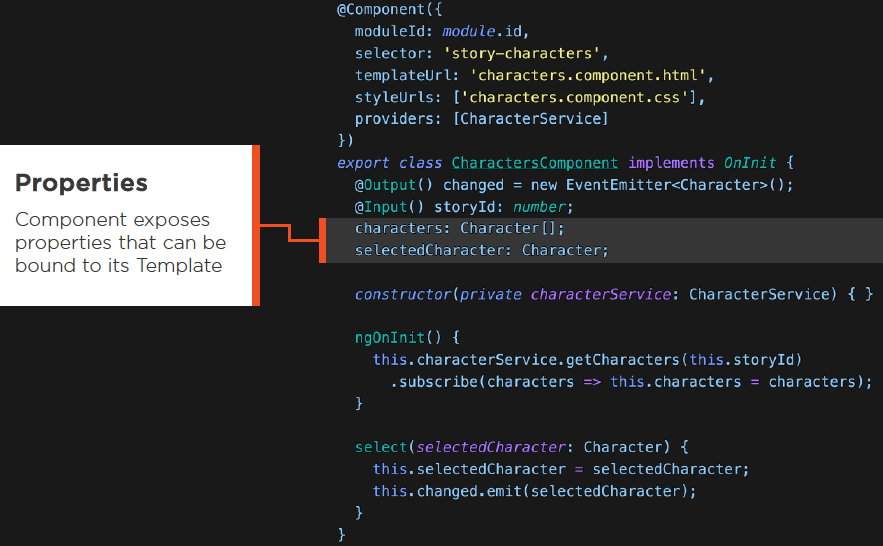 @Component({
  moduleId: module.id,
  selector: 'story-characters',
  templateUrl: 'characters.component.html',
  styleUrls: ['characters.component.css'],
  providers: [CharacterService]
})
export class CharactersComponent implements OnInit {
  @Output() changed = new EventEmitter<Character>();
  @Input() storyId: number;
  characters: Character[];
  selectedCharacter: Character;
  constructor(private characterService: CharacterService) { }
  ngOnInit() {
    this.characterService.getCharacters(this.storyId)
      .subscribe(characters => this.characters = characters);
  }
  select(selectedCharacter: Character) {
    this.selectedCharacter = selectedCharacter;
    this.changed.emit(selectedCharacter);
  }
}
Properties
Component exposes
properties that can be
bound to its Template